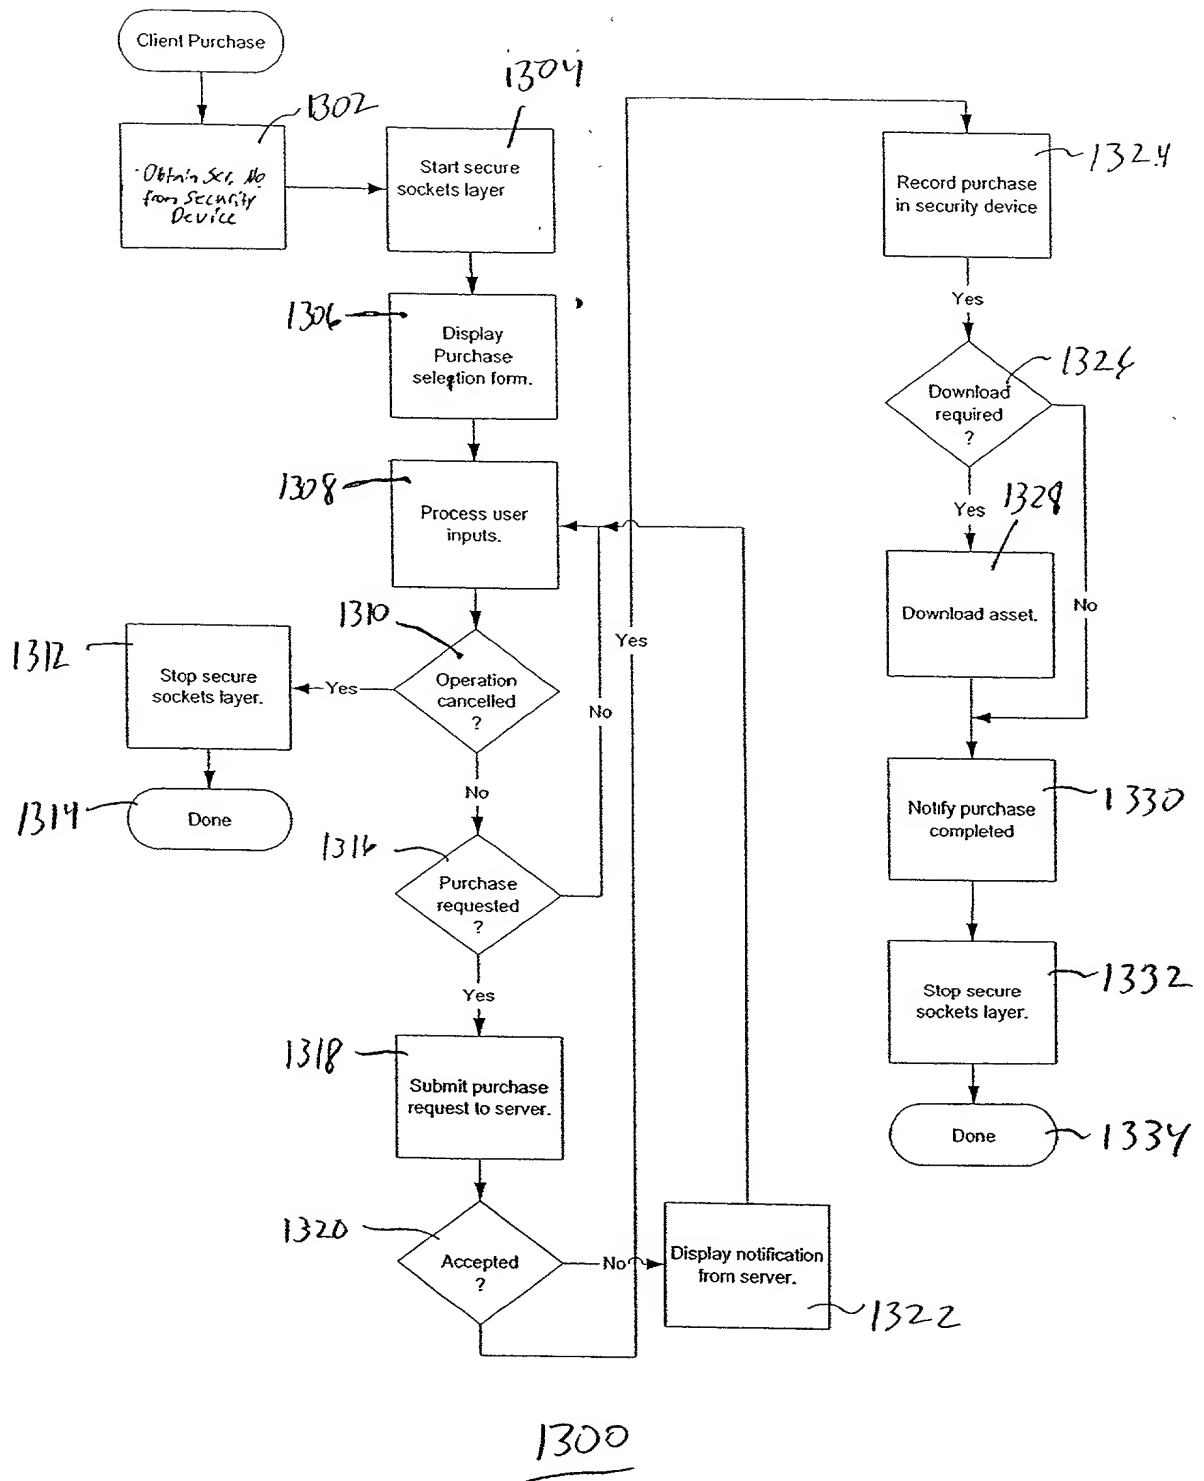 Client Purchase
1302
Obtain Ser. No
from Security
Device
1304
Start secure
sockets layer
1306
Display
Purchase
selection form.
1308
Process user
inputs.
1310
Operation
cancelled
?
Yes
1312
Stop secure
sockets layer.
1314
Done
No
1316
Purchase
requested
?
No
Yes
1318
Submit purchase
request to server.
1320
Accepted
?
No
Display notification
from server.
1322
Yes
1324
Record purchase
in security device
Yes
1326
Download
required
?
Yes
No
1328
Download asset.
1330
Notify purchase
completed
1332
Stop secure
sockets layer.
Done
1334
1300